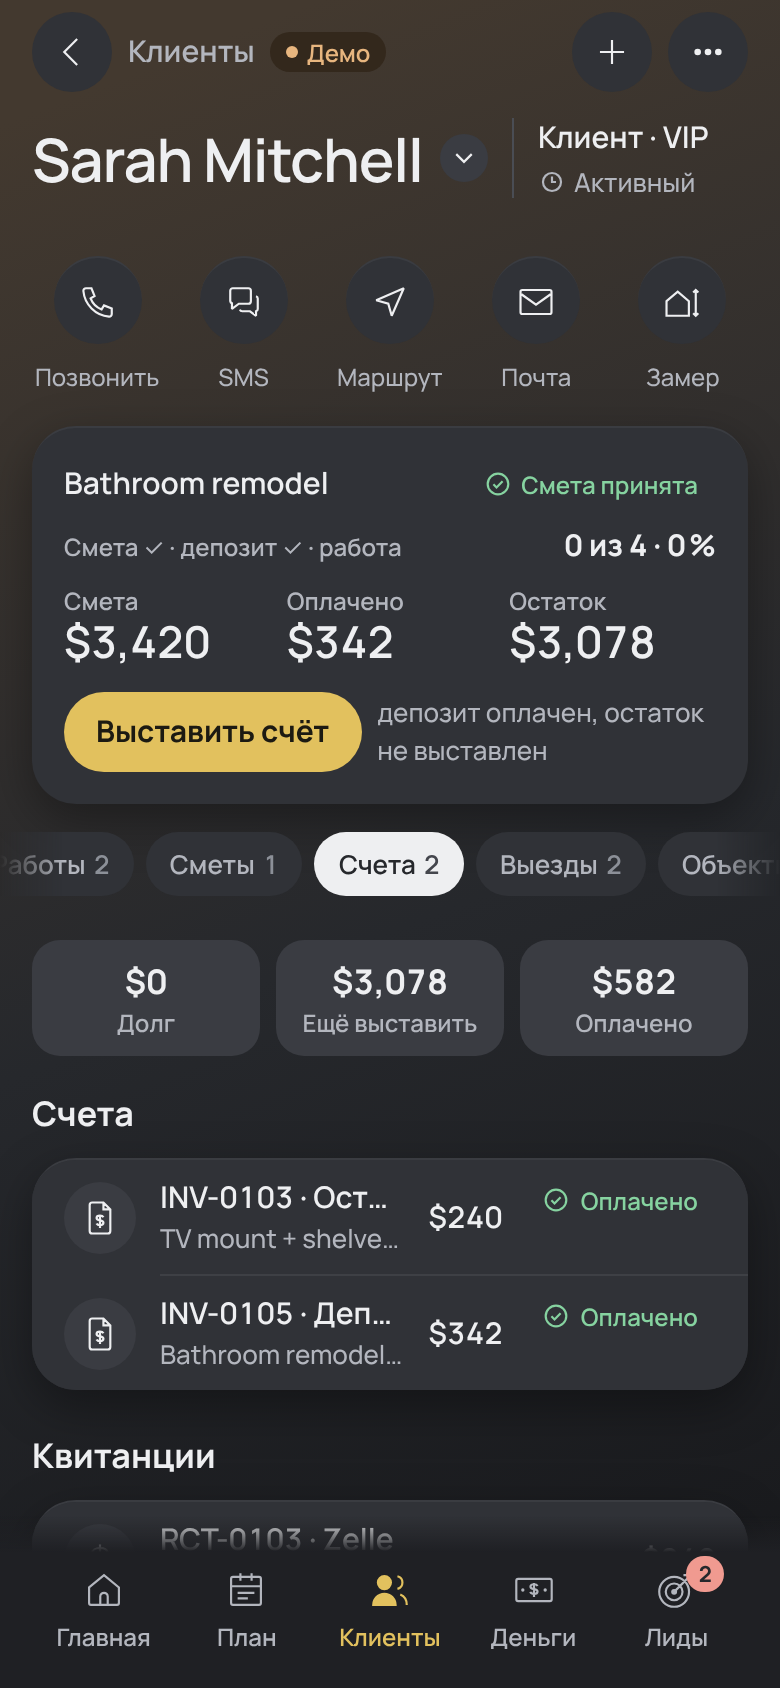 Клиенты
Демо
Sarah Mitchell
Клиент · VIP
Активный
Позвонить
SMS
Маршрут
Почта
Замер
Bathroom remodel
Смета принята
Смета ✓ · депозит ✓ · работа
0 из 4 · 0 %
Смета
Оплачено
Остаток
$3,420
$342
$3,078
Выставить счёт
депозит оплачен, остаток
не выставлен
аботы 2
Сметы 1
Счета 2
Выезды 2
Объект
$0
$3,078
$582
Долг
Ещё выставить
Оплачено
Счета
INV-0103 · Ост...
$240
Оплачено
TV mount + shelve...
INV-0105 · Деп...
$342
Оплачено
Bathroom remodel...
Квитанции
RCT-0103 · Zelle
2
Главная
План
Клиенты
Деньги
Лиды